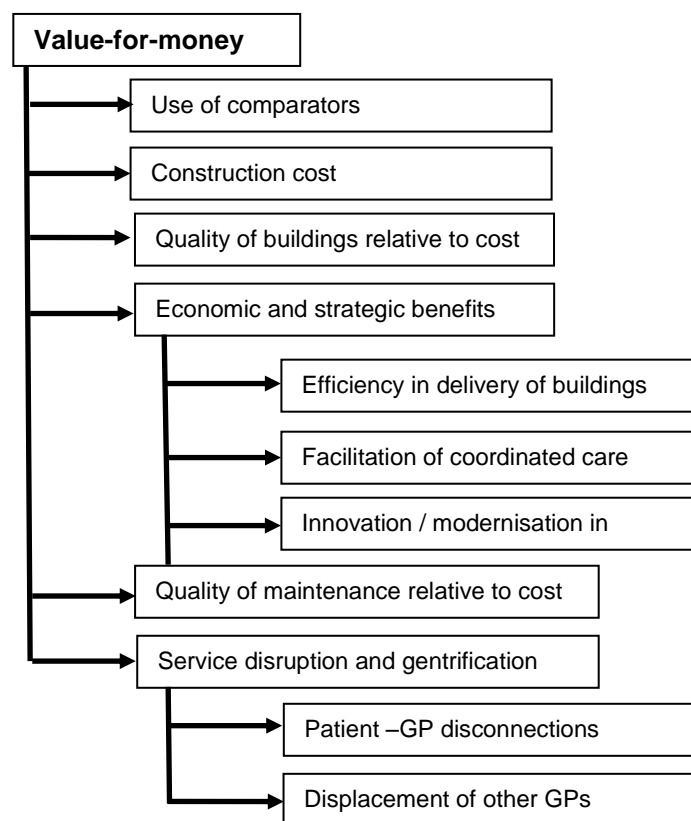 Value-for-money
Use of comparators
Construction cost
Quality of buildings relative to cost
Economic and strategic benefits
Efficiency in delivery of buildings
Facilitation of coordinated care
Innovation / modernisation in
Quality of maintenance relative to cost
Service disruption and gentrification
Patient –GP disconnections
Displacement of other GPs